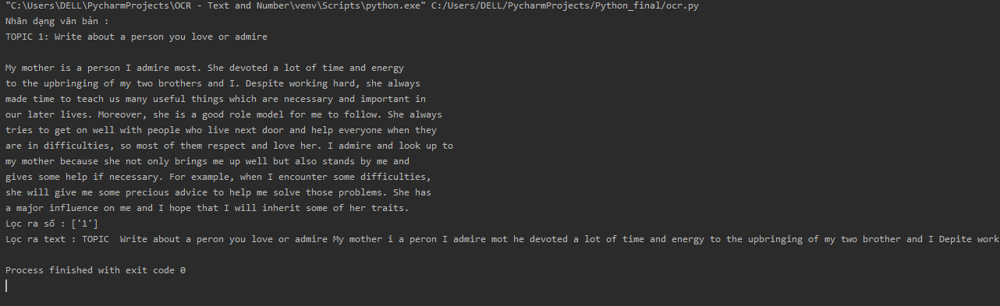 "C:\Users\DELL\PycharmProjects\OCR - Text and Number\venv\Scripts\python.exe" C:/Users/DELL/PycharmProjects/Python_final/ocr.py
Nhân dạng văn bản :
TOPIC 1: Write about a person you love or admire
My mother is a person I admire most. She devoted a lot of time and energy
to the upbringing of my two brothers and I. Despite working hard, she always
made time to teach us many useful things which are necessary and important in
our later lives. Moreover, she is a good role model for me to follow. She always
tries to get on well with people who live next door and help everyone when they
are in difficulties, so most of them respect and love her. I admire and look up to
my mother because she not only brings me up well but also stands by me and
gives some help if necessary. For example, when I encounter some difficulties,
she will give me some precious advice to help me solve those problems. She has
a major influence on me and I hope that I will inherit some of her traits.
Lọc ra số : ['1']
Lọc ra text : TOPIC  Write about a peron you love or admire My mother i a peron I admire mot he devoted a lot of time and energy to the upbringing of my two brother and I Depite work
Process finished with exit code 0